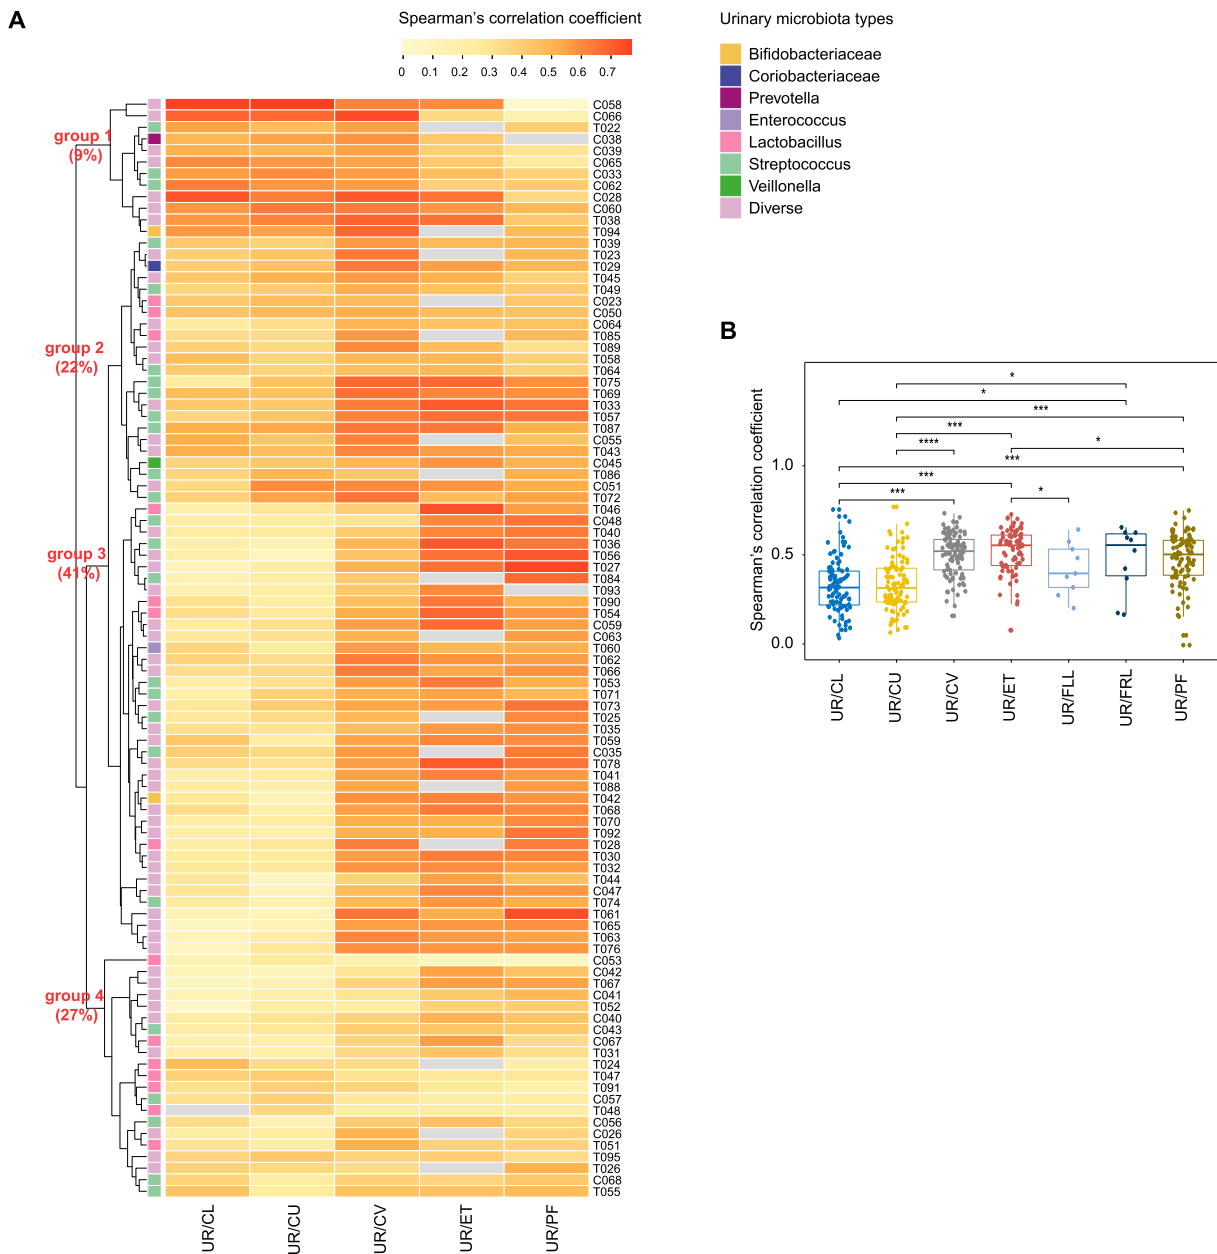 A
Spearman's correlation coefficient
0 0.1 0.2 0.3 0.4 0.5 0.6 0.7
Urinary microbiota types
Bifidobacteriaceae
Coriobacteriaceae
Prevotella
Enterococcus
Lactobacillus
Streptococcus
Veillonella
Diverse
group 1
(9%)
group 2
(22%)
group 3
(41%)
group 4
(27%)
C058
C066
T022
C038
C039
C065
C033
C062
C028
C060
T038
T094
T039
T023
T029
T045
T049
C023
C050
C064
T085
T089
T058
T064
T075
T069
T033
T057
T087
C055
T043
C045
T086
C051
T072
T046
C048
T040
T036
T056
T027
T084
T093
T090
T054
C059
C063
T060
T062
T066
T053
T071
T073
T025
T035
T059
C035
T078
T041
T088
T042
T068
T070
T092
T028
T030
T032
T044
C047
T074
T061
T065
T063
T076
C053
C042
T067
C041
T052
C040
C043
C067
T031
T024
T047
T091
C057
T048
C056
C026
T051
T095
T026
C068
T055
UR/CL UR/CU UR/CV UR/ET UR/PF
B
Spearman's correlation coefficient
1.0
0.5
0.0
*
*
***
***
****
*
***
***
***
*
UR/CL UR/CU UR/CV UR/ET UR/FLL UR/FRL UR/PF